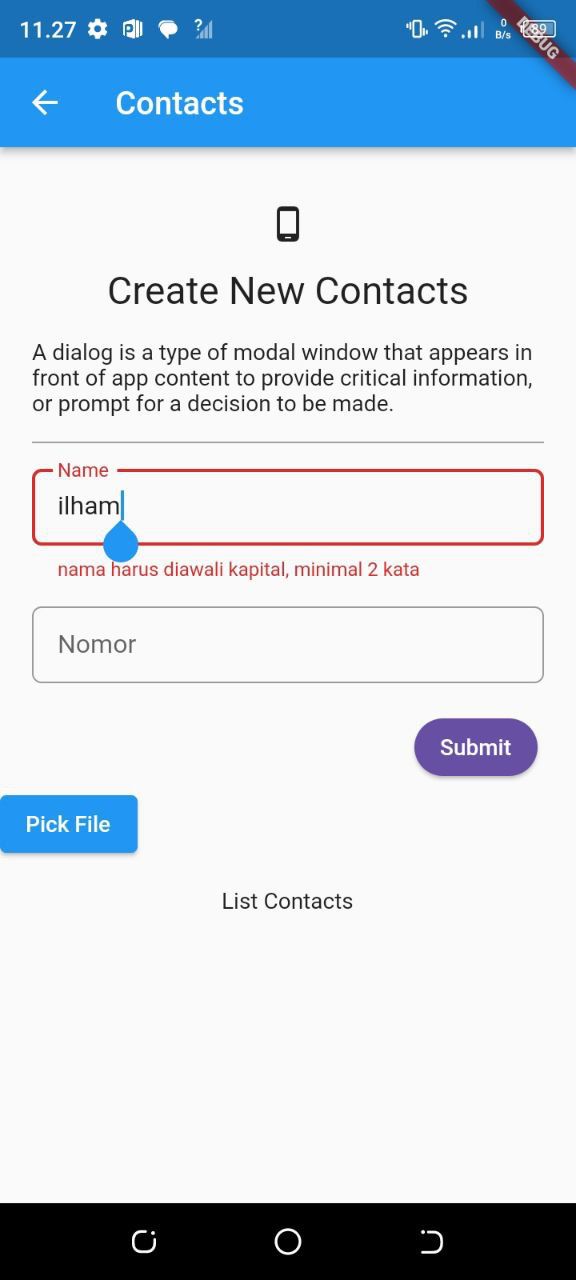 11.27
0
B/s
89
DEBUG
Contacts
Create New Contacts
A dialog is a type of modal window that appears in
front of app content to provide critical information,
or prompt for a decision to be made.
Name
ilham
nama harus diawali kapital, minimal 2 kata
Nomor
Submit
Pick File
List Contacts